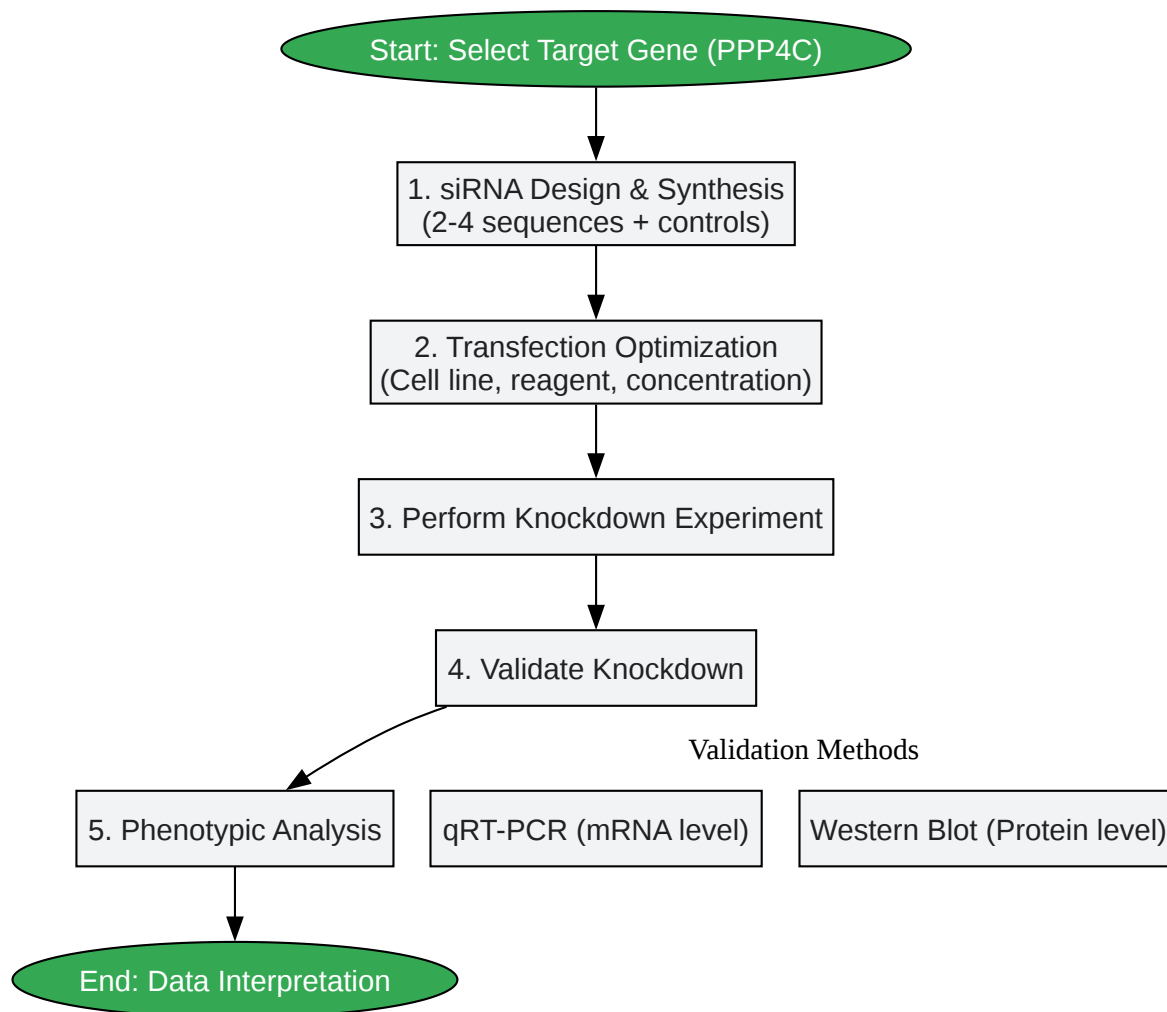 Start: Select Target Gene (PPP4C)
1. siRNA Design & Synthesis
(2-4 sequences + controls)
2. Transfection Optimization
(Cell line, reagent, concentration)
3. Perform Knockdown Experiment
4. Validate Knockdown
Validation Methods
5. Phenotypic Analysis
qRT-PCR (mRNA level)
Western Blot (Protein level)
End: Data Interpretation